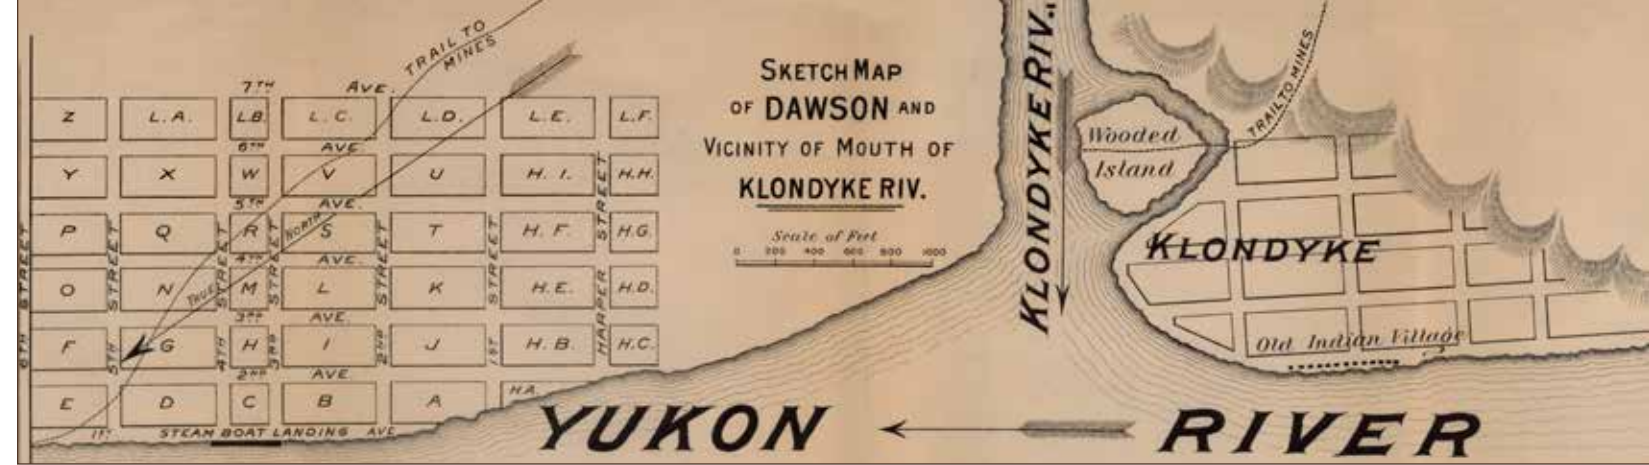 SKETCH MAP
OF DAWSON AND
VICINITY OF MOUTH OF
KLONDYKE RIV.
Scale of Feet
0 200 400 600 800 1000
TRAIL TO
MINES
7TH AVE.
Z L.A. L.B. L.C. L.D. L.E. L.F.
6TH AVE
Y X W V U H.I. H.H.
5TH AVE.
P Q R S T H.F. H.G.
4TH AVE.
O N M L K H.E. H.D.
3RD AVE.
F G H I J H.B. H.C.
2ND AVE
E D C B A HA
1ST STEAM BOAT LANDING AVE
6TH STREET
5TH STREET
4TH STREET
3RD STREET
2ND STREET
1ST STREET
HARPER STREET
TRUE NORTH
KLONDYKE RIV.
Wooded
Island
TRAIL TO MINES
KLONDYKE
Old Indian Village
YUKON RIVER